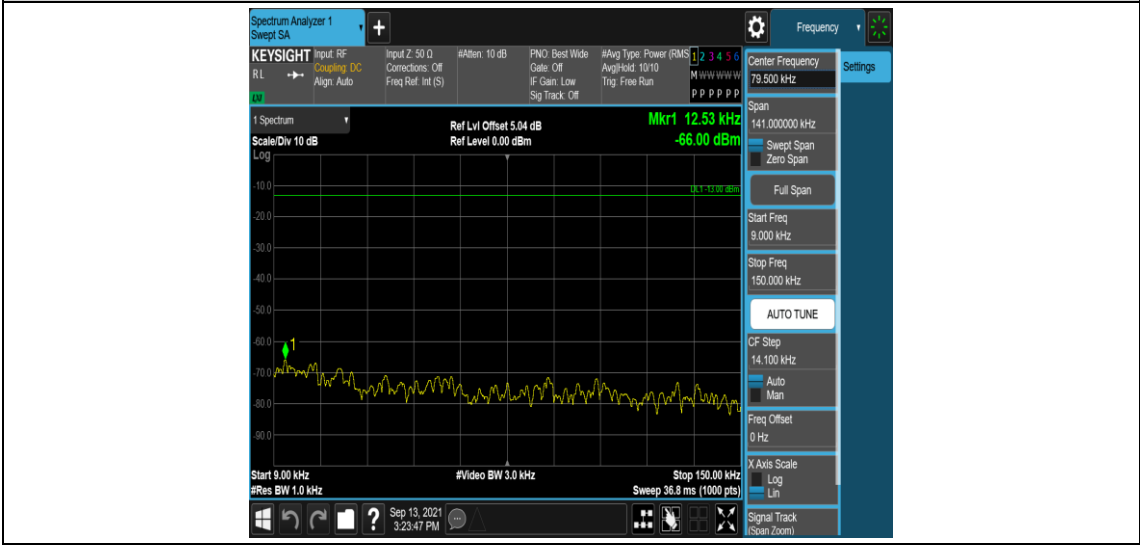 Spectrum Analyzer 1
Swept SA
+
Frequency
KEYSIGHT
RL
LM
Input: RF
Coupling: DC
Align: Auto
Input Z: 50 Ω
Corrections: Off
Freq Ref: Int (S)
#Atten: 10 dB
PNO: Best Wide
Gate: Off
IF Gain: Low
Sig Track: Off
#Avg Type: Power (RMS
Avg|Hold: 10/10
Trig: Free Run
1 2 3 4 5 6
M W W W W W
P P P P P P
1 Spectrum
Scale/Div 10 dB
Ref Lvl Offset 5.04 dB
Ref Level 0.00 dBm
Mkr1 12.53 kHz
-66.00 dBm
Log
-10.0
DL1 -13.00 dBm
-20.0
-30.0
-40.0
-50.0
-60.0
1
-70.0
-80.0
-90.0
Start 9.00 kHz
#Res BW 1.0 kHz
#Video BW 3.0 kHz
Stop 150.00 kHz
Sweep 36.8 ms (1000 pts)
Sep 13, 2021
3:23:47 PM
?
Center Frequency
79.500 kHz
Settings
Span
141.000000 kHz
Swept Span
Zero Span
Full Span
Start Freq
9.000 kHz
Stop Freq
150.000 kHz
AUTO TUNE
CF Step
14.100 kHz
Auto
Man
Freq Offset
0 Hz
X Axis Scale
Log
Lin
Signal Track
(Span Zoom)